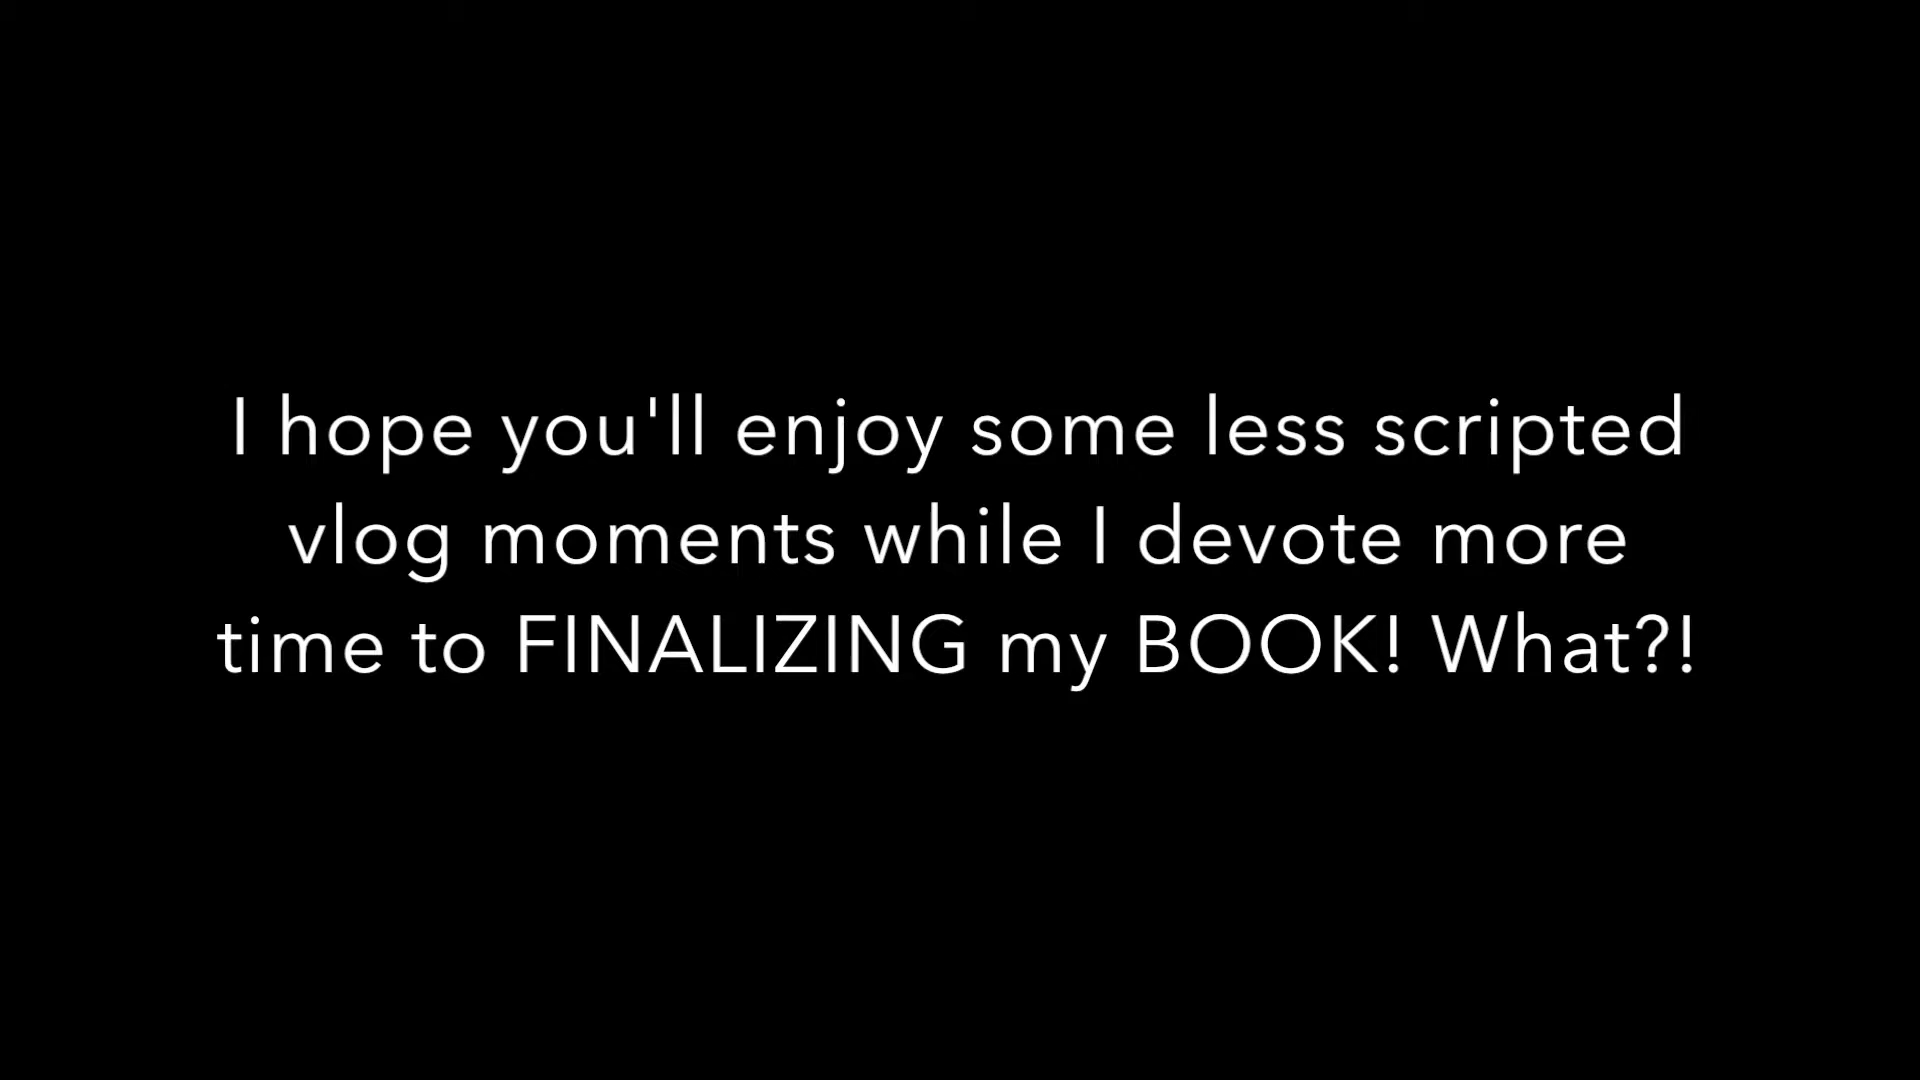 I hope you'll enjoy some less scripted
vlog moments while I devote more
time to FINALIZING my BOOK! What?!